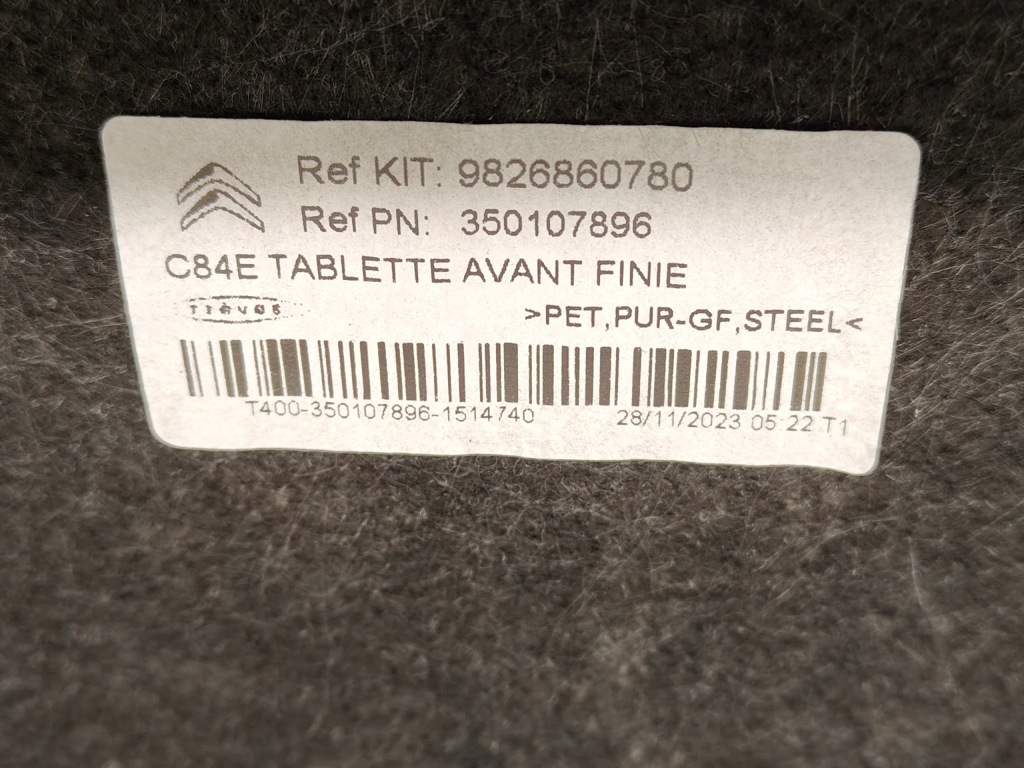 Ref KIT: 9826860780
Ref PN: 350107896
C84E TABLETTE AVANT FINIE
>PET,PUR-GF,STEEL<
T400-350107896-1514740 28/11/2023 05:22 T1